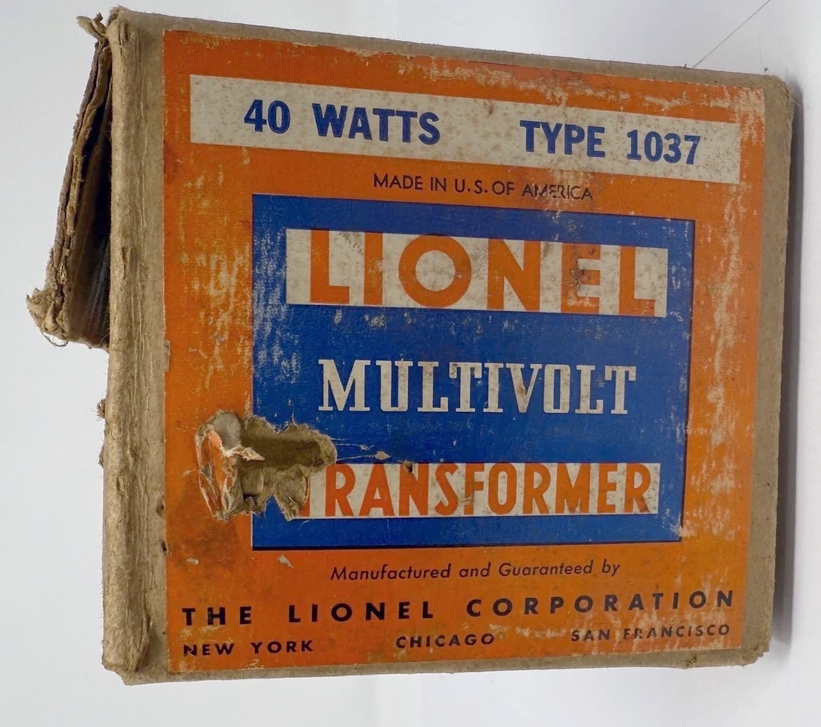 40 WATTS TYPE 1037
MADE IN U.S. OF AMERICA
LIONEL
MULTIVOLT
TRANSFORMER
Manufactured and Guaranteed by
THE LIONEL CORPORATION
NEW YORK CHICAGO SAN FRANCISCO